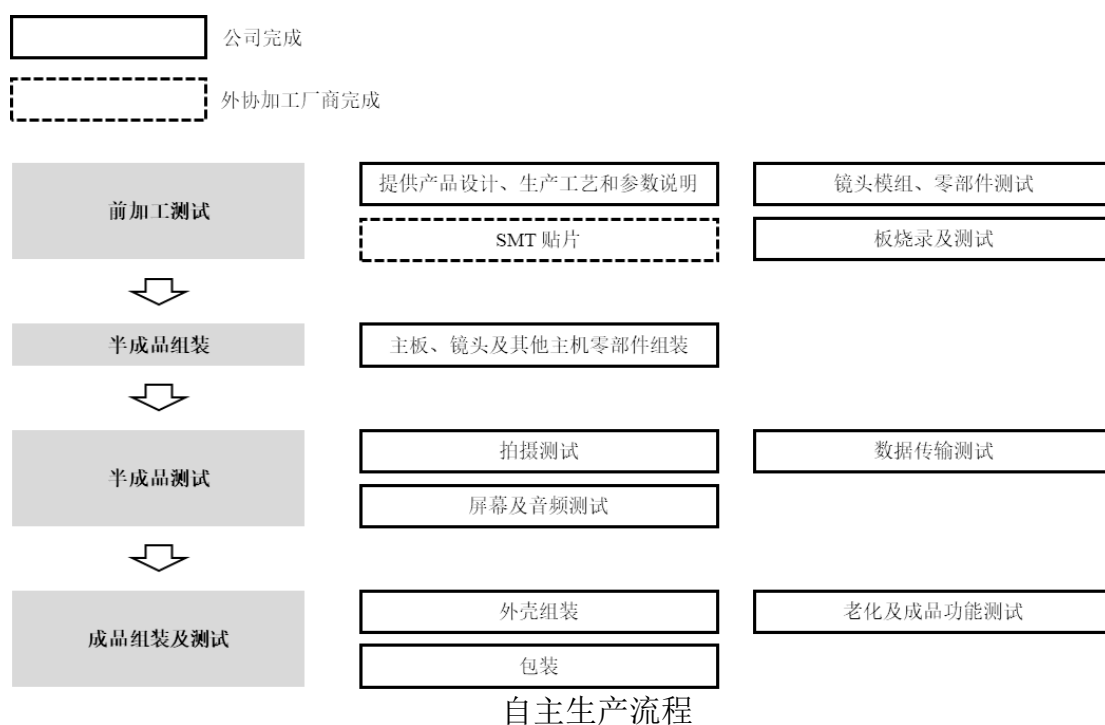 公司完成
外协加工厂商完成
前加工测试
提供产品设计、生产工艺和参数说明
镜头模组、零部件测试
SMT 贴片
板烧录及测试
半成品组装
主板、镜头及其他主机零部件组装
半成品测试
拍摄测试
数据传输测试
屏幕及音频测试
成品组装及测试
外壳组装
老化及成品功能测试
包装
自主生产流程